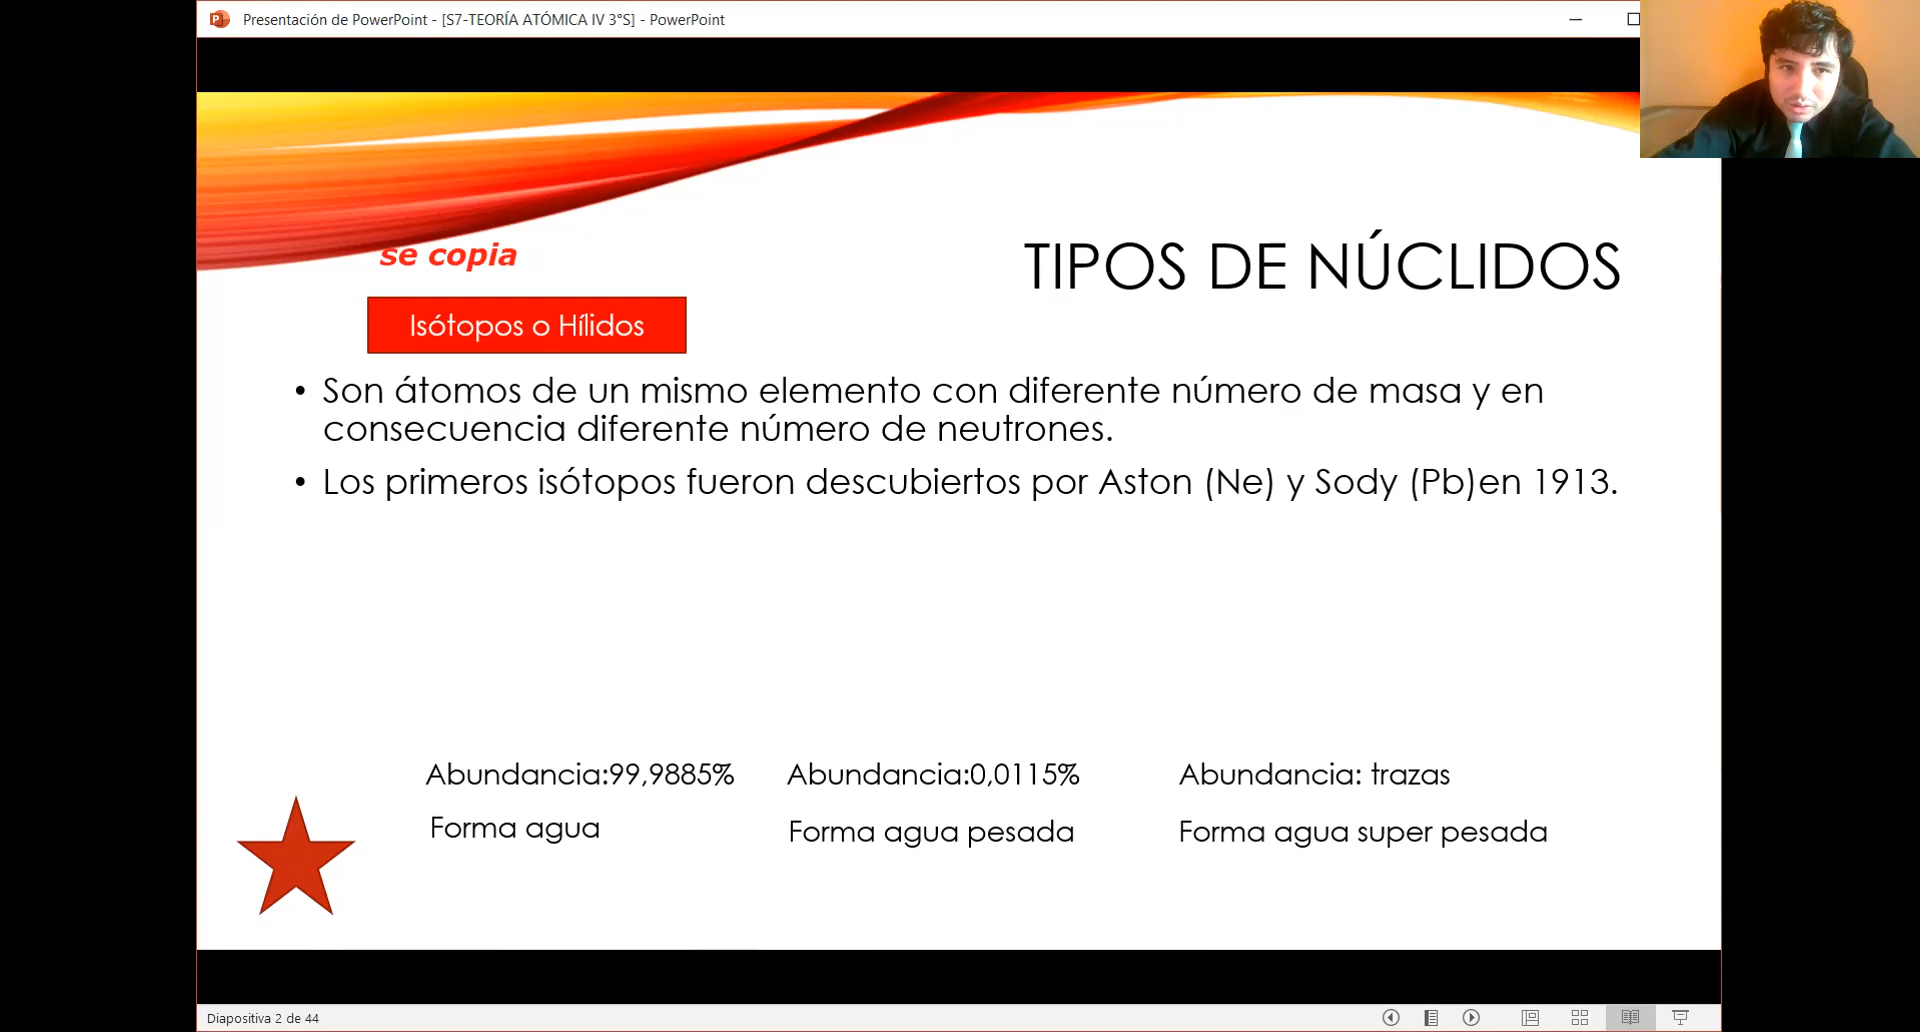 Presentación de PowerPoint - [S7-TEORÍA ATÓMICA IV 3°S] - PowerPoint
se copia
TIPOS DE NÚCLIDOS
Isótopos o Hílidos
• Son átomos de un mismo elemento con diferente número de masa y en
consecuencia diferente número de neutrones.
• Los primeros isótopos fueron descubiertos por Aston (Ne) y Sody (Pb)en 1913.
Abundancia:99,9885%
Forma agua
Abundancia:0,0115%
Forma agua pesada
Abundancia: trazas
Forma agua super pesada
Diapositiva 2 de 44